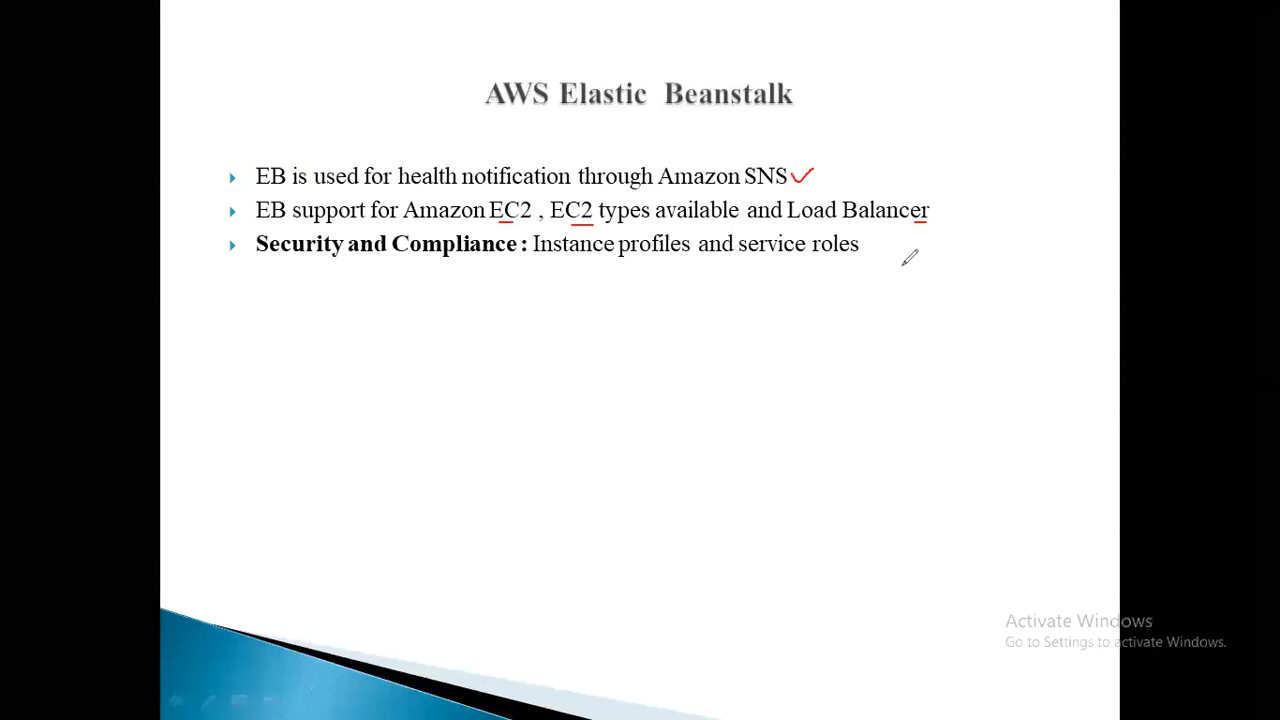 AWS Elastic Beanstalk
EB is used for health notification through Amazon SNS
EB support for Amazon EC2 , EC2 types available and Load Balancer
Security and Compliance : Instance profiles and service roles
Activate Windows
Go to Settings to activate Windows.